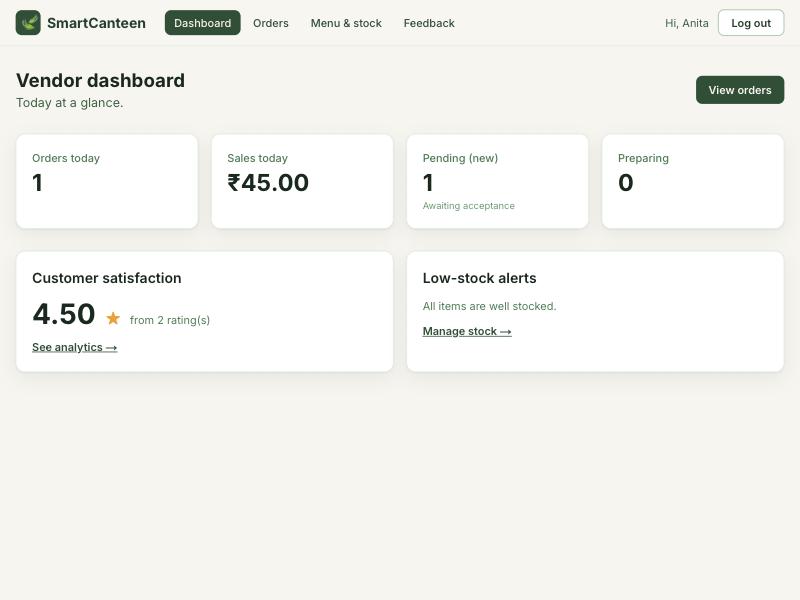 SmartCanteen Dashboard Orders Menu & stock Feedback Hi, Anita Log out
Vendor dashboard
Today at a glance.
View orders
Orders today
1
Sales today
₹45.00
Pending (new)
1
Awaiting acceptance
Preparing
0
Customer satisfaction
4.50 ★ from 2 rating(s)
See analytics →
Low-stock alerts
All items are well stocked.
Manage stock →